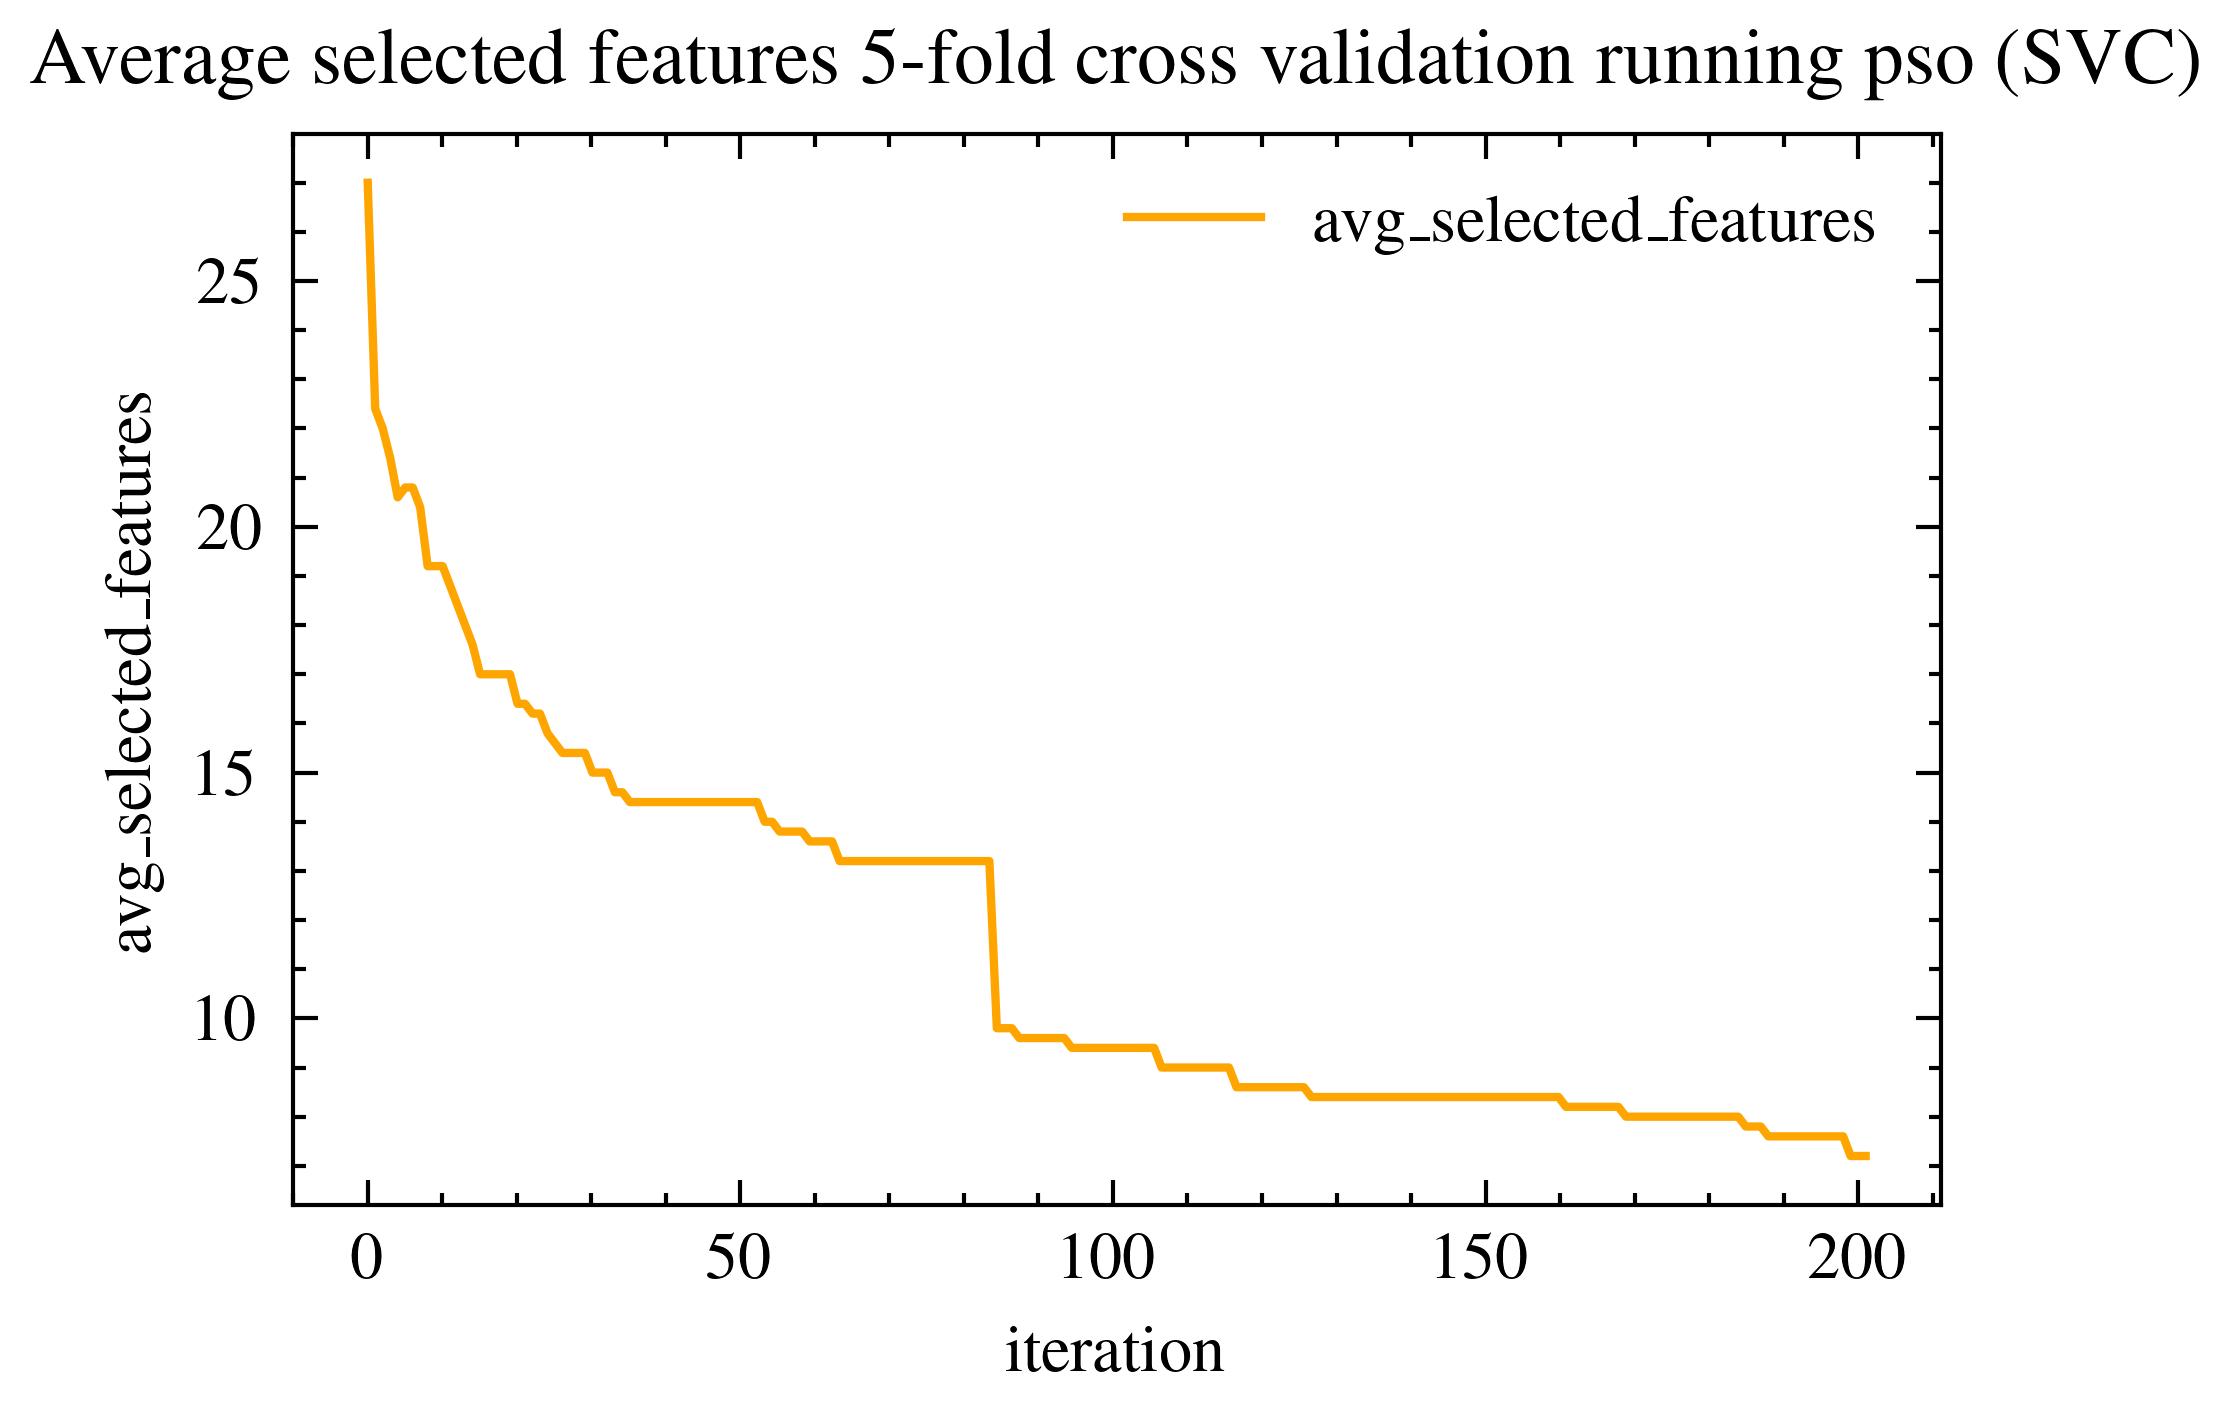 Average selected features 5-fold cross validation running pso (SVC)
avg_selected_features
25
20
15
10
avg_selected_features
0 50 100 150 200
iteration